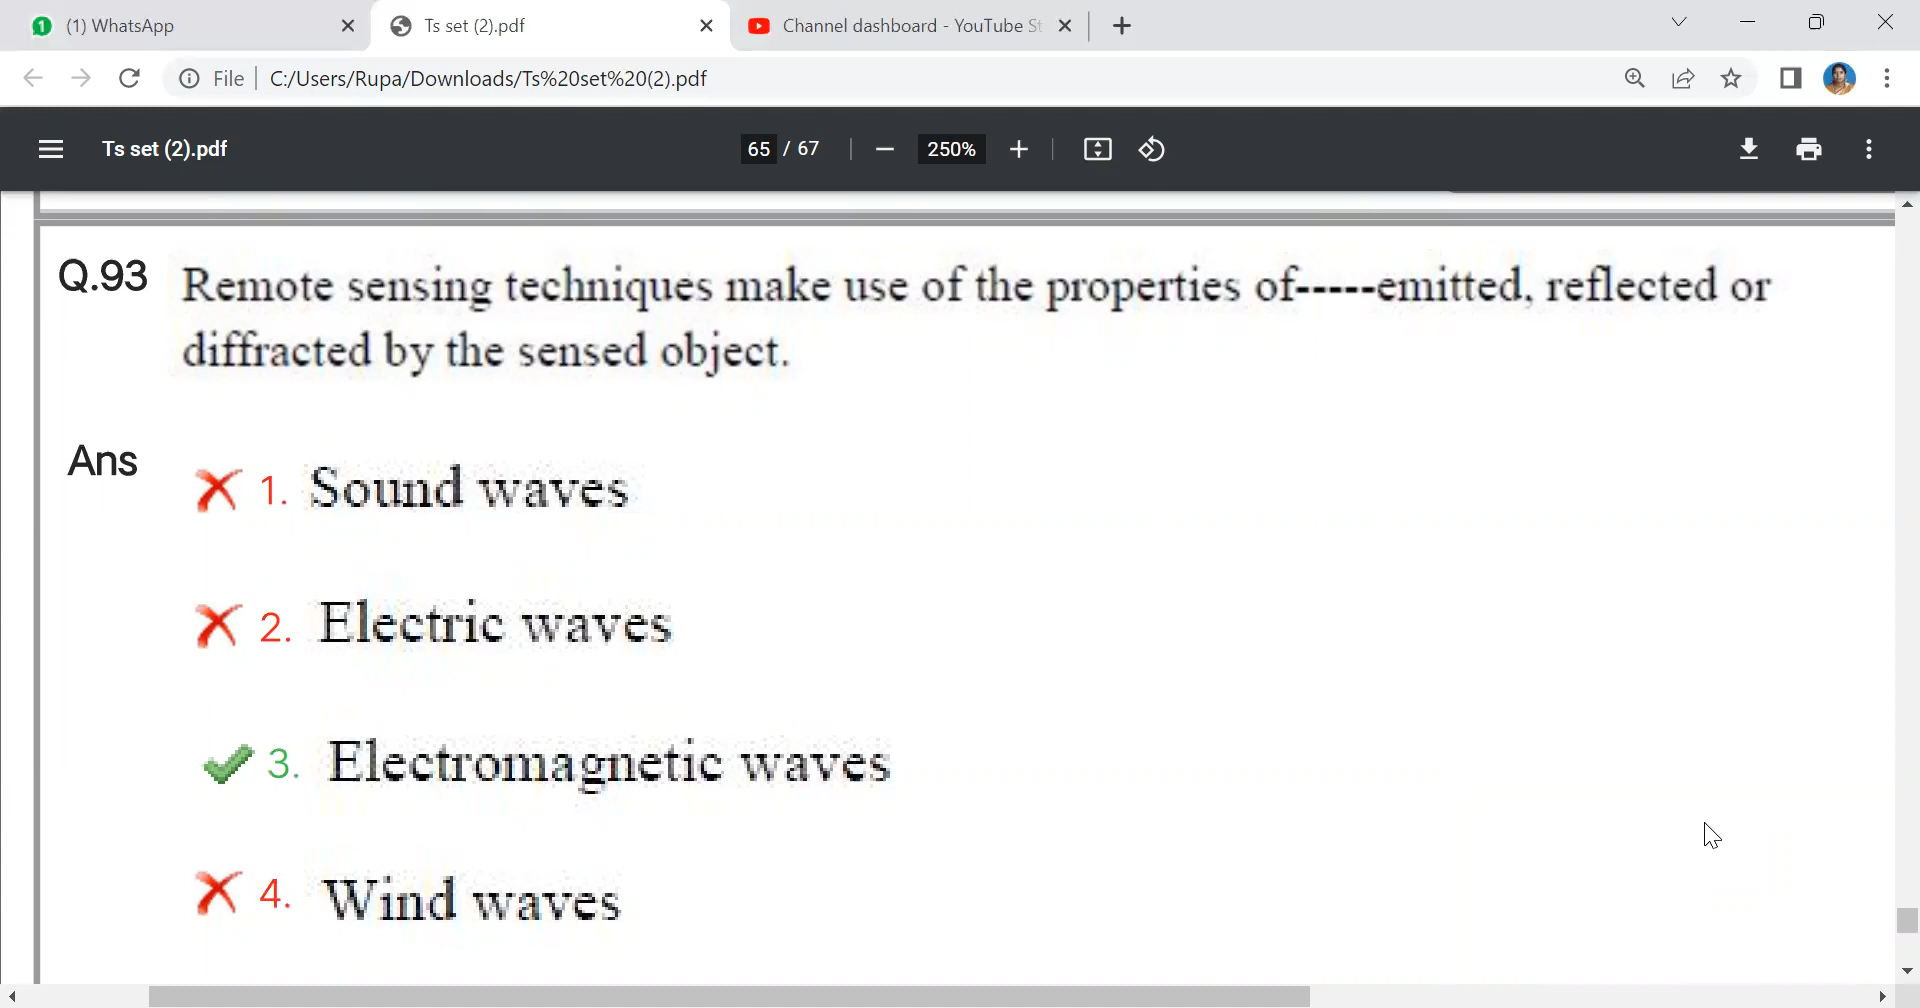 1 (1) WhatsApp
Ts set (2).pdf
Channel dashboard - YouTube St
File C:/Users/Rupa/Downloads/Ts%20set%20(2).pdf
Ts set (2).pdf 65 / 67 250%
Q.93 Remote sensing techniques make use of the properties of-----emitted, reflected or
diffracted by the sensed object.
Ans
1. Sound waves
2. Electric waves
3. Electromagnetic waves
4. Wind waves